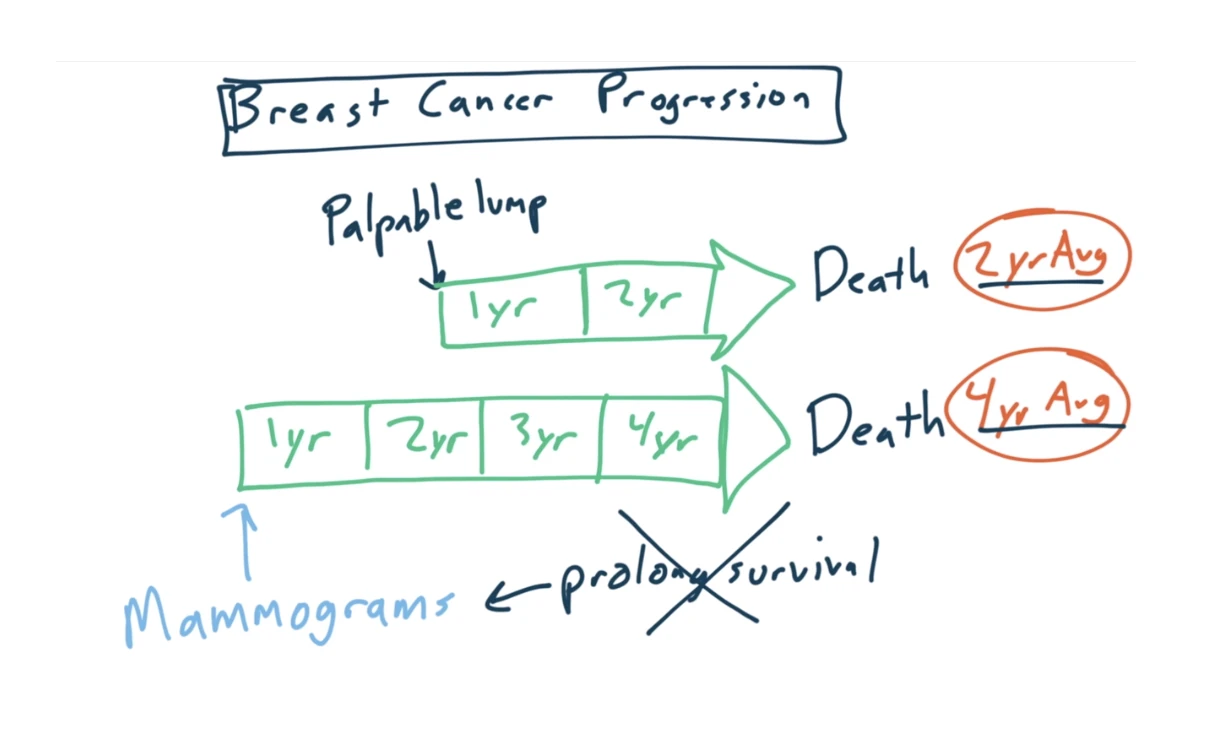 Breast Cancer Progression
Palpable lump
1yr 2yr Death 2yr Avg
1yr 2yr 3yr 4yr Death 4yr Avg
Mammograms ← prolong survival